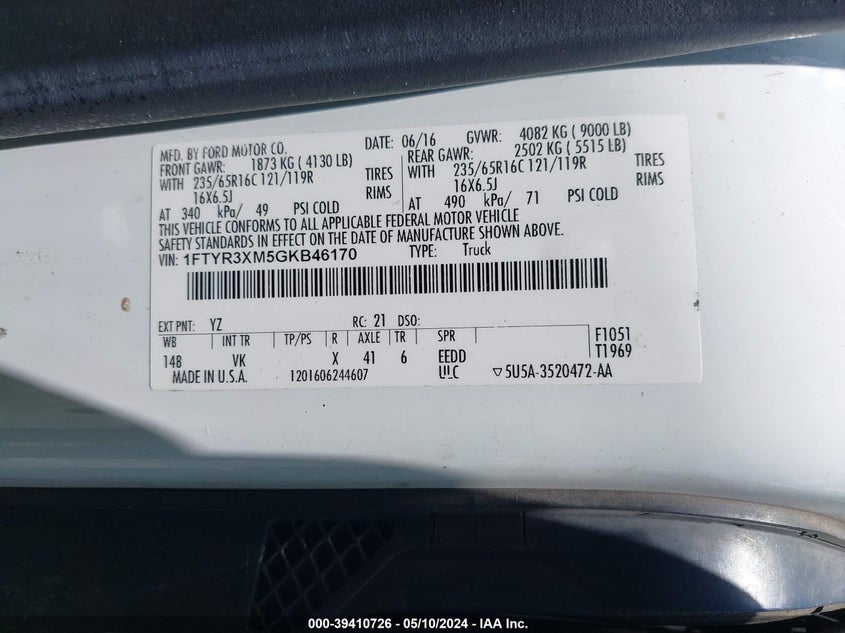 MFD. BY FORD MOTOR CO.
DATE: 06/16 GVWR: 4082 KG ( 9000 LB)
FRONT GAWR: 1873 KG ( 4130 LB)
REAR GAWR: 2502 KG ( 5515 LB)
WITH 235/65R16C 121/119R TIRES
WITH 235/65R16C 121/119R TIRES
16X6.5J RIMS
16X6.5J RIMS
AT 340 kPa/ 49 PSI COLD
AT 490 kPa/ 71 PSI COLD
THIS VEHICLE CONFORMS TO ALL APPLICABLE FEDERAL MOTOR VEHICLE
SAFETY STANDARDS IN EFFECT ON THE DATE OF MANUFACTURE SHOWN ABOVE.
VIN: 1FTYR3XM5GKB46170 TYPE: Truck
EXT PNT: YZ RC: 21 DSO:
WB INT TR TP/PS R AXLE TR SPR F1051
148 VK X 41 6 EEDD T1969
MADE IN U.S.A. 1201606244607 ULC ▽5U5A-3520472-AA
000-39410726 - 05/10/2024 - IAA Inc.